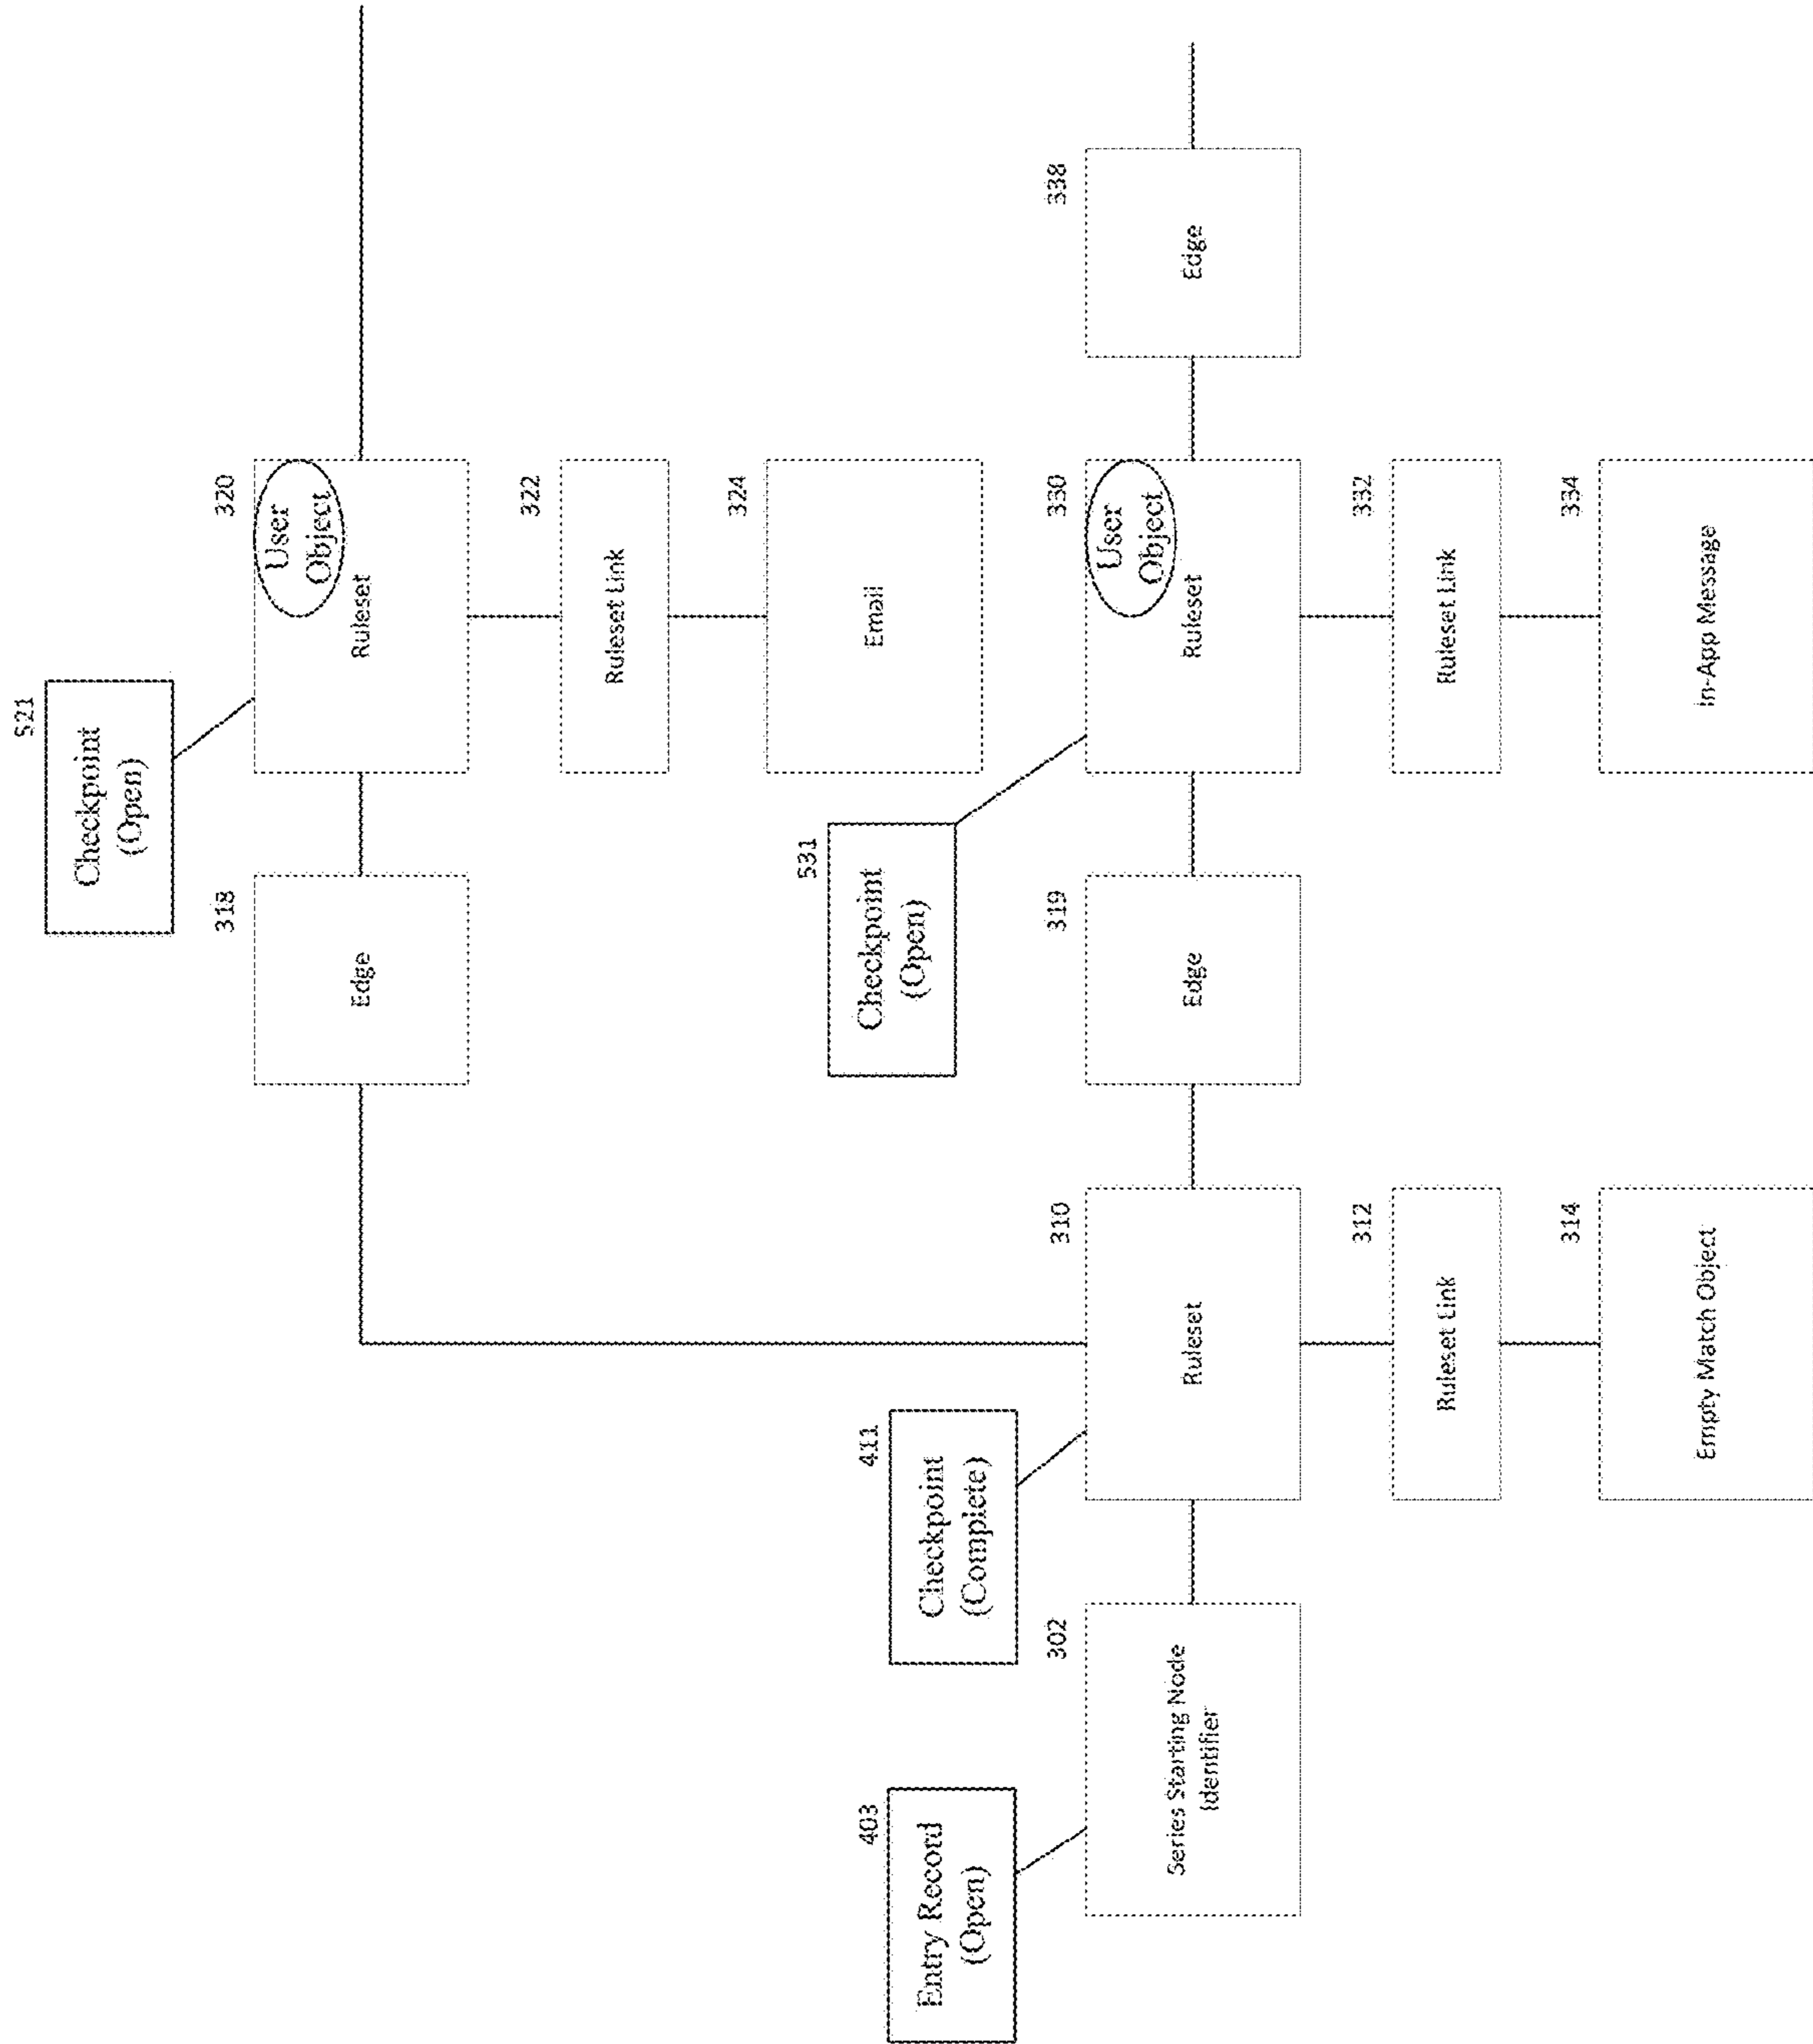 521
Checkpoint
(Open)
318
Edge
320
User
Object
Ruleset
322
Ruleset Link
324
Email
403
Entry Record
(Open)
411
Checkpoint
(Complete)
531
Checkpoint
(Open)
302
Series Starting Node
Identifier
310
Ruleset
319
Edge
330
User
Object
Ruleset
338
Edge
312
Ruleset Link
332
Ruleset Link
314
Empty Match Object
334
In-App Message